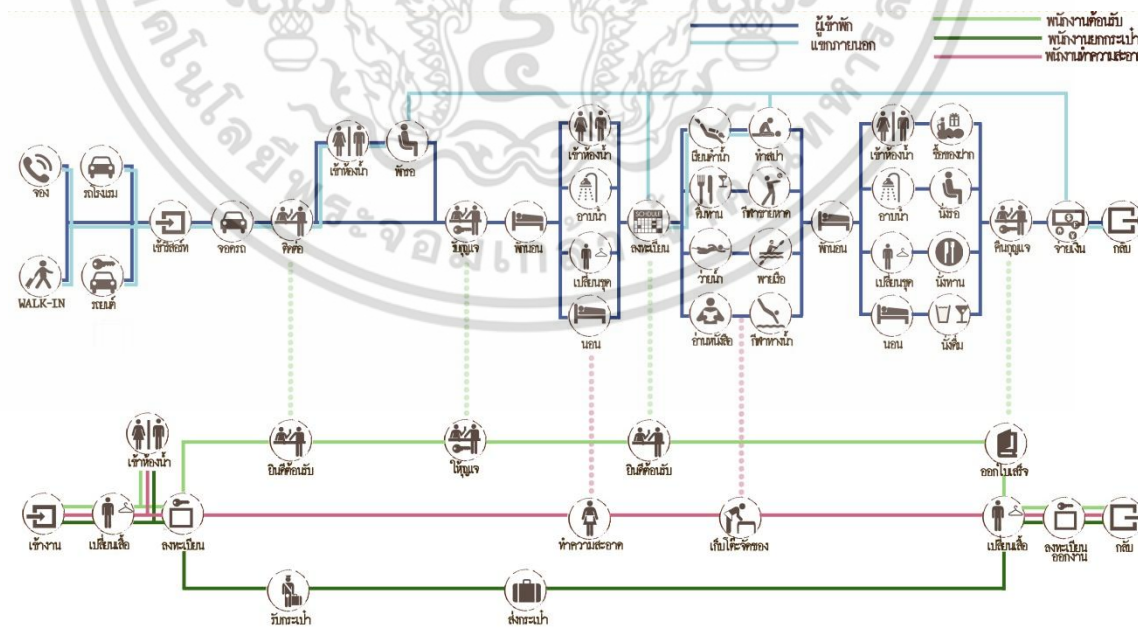 ผู้เข้าพัก
แขกภายนอก
พนักงานต้อนรับ
พนักงานยกกระเป๋า
พนักงานทำความสะอาด
จอง
รถโรงแรม
WALK-IN
รถยนต์
เข้ารีสอร์ท
จอดรถ
ติดต่อ
เข้าห้องน้ำ
พักรอ
รับกุญแจ
พักนอน
เข้าห้องน้ำ
อาบน้ำ
เปลี่ยนชุด
นอน
SCHDULE
ลงทะเบียน
เรียนดำน้ำ
ทำสปา
ดื่มทาน
กีฬาชายหาด
ว่ายน้ำ
พายเรือ
อ่านหนังสือ
กีฬาทางน้ำ
พักนอน
เข้าห้องน้ำ
ซื้อของฝาก
อาบน้ำ
นั่งรอ
เปลี่ยนชุด
นั่งทาน
นอน
นั่งดื่ม
คืนกุญแจ
จ่ายเงิน
กลับ
เข้าห้องน้ำ
เข้างาน
เปลี่ยนเสื้อ
ลงทะเบียน
ยินดีต้อนรับ
ให้กุญแจ
ยินดีต้อนรับ
ออกใบเสร็จ
ทำความสะอาด
เก็บโต๊ะจัดของ
เปลี่ยนเสื้อ
ลงทะเบียน
ออกงาน
กลับ
รับกระเป๋า
ส่งกระเป๋า